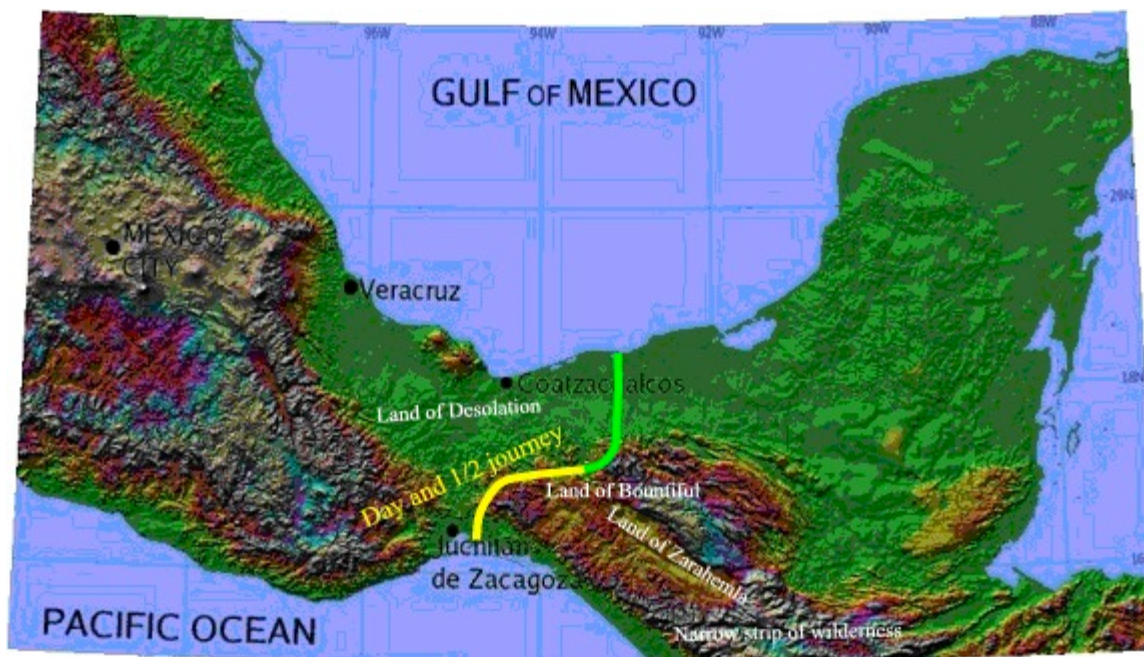 96W 94W 92W 90W 88W
GULF OF MEXICO
20N
MEXICO
CITY
Veracruz
18N
Coatzacoalcos
Land of Desolation
Day and 1/2 journey
Land of Bountiful
Land of Zarahemla
Juchitan
de Zacagoza
16
Narrow strip of wilderness
PACIFIC OCEAN